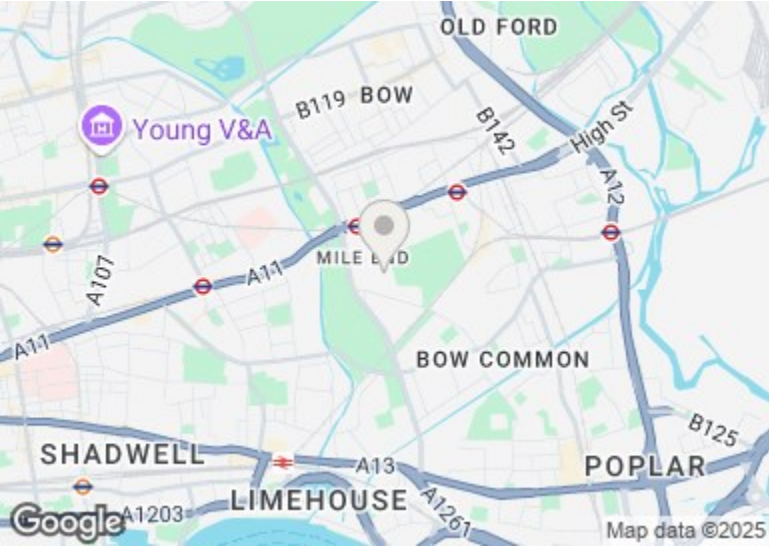 OLD FORD
B119
BOW
B142
High St
Young V&A
A12
MILE END
A107
A11
A11
BOW COMMON
B125
SHADWELL
A13
POPLAR
LIMEHOUSE
A1261
A1203
Google
Map data ©2025